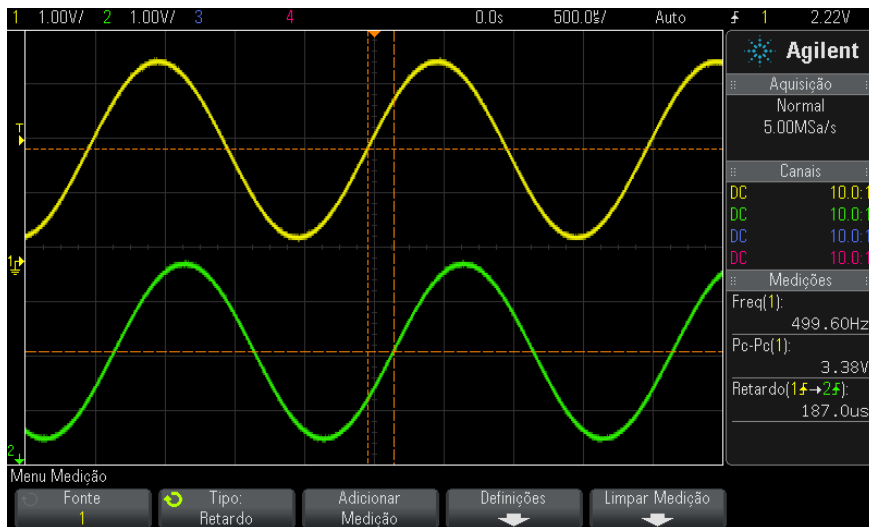 1 1.00V/ 2 1.00V/ 3 4 0.0s 500.0us/ Auto 1 2.22V
Agilent
Aquisição
Normal
5.00MSa/s
Canais
DC 10.0:1
DC 10.0:1
DC 10.0:1
DC 10.0:1
Medições
Freq(1):
499.60Hz
Pc-Pc(1):
3.38V
Retardo(1→2):
187.0us
T
1
2
Menu Medição
Fonte
1
Tipo:
Retardo
Adicionar
Medição
Definições
Limpar Medição